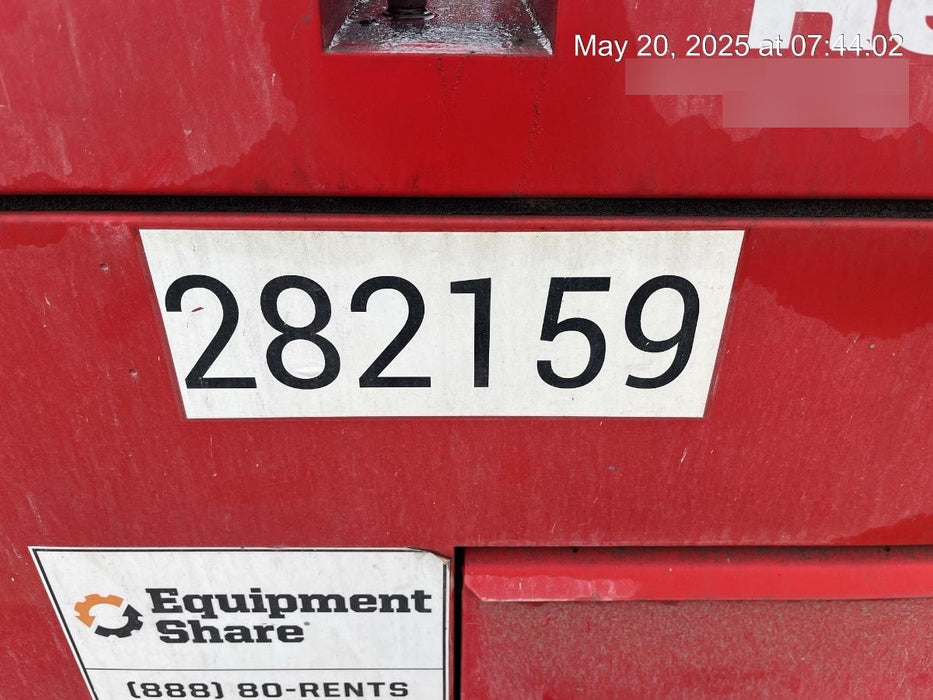 May 20, 2025 at 07:44:02
282159
Equipment
Share
(888) 80-RENTS